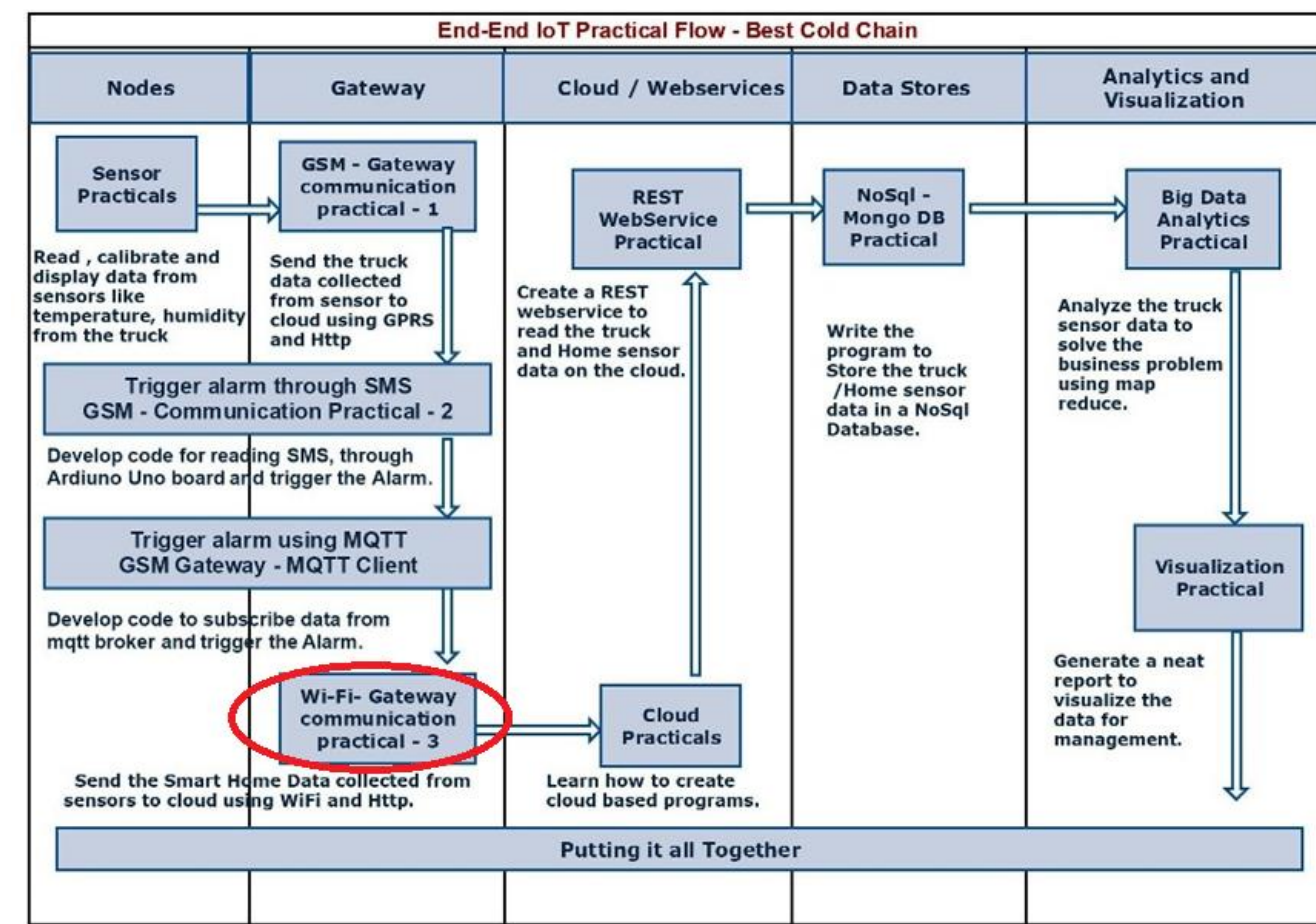 End-End IoT Practical Flow - Best Cold Chain
Nodes
Gateway
Cloud / Webservices
Data Stores
Analytics and
Visualization
Sensor
Practicals
Read , calibrate and
display data from
sensors like
temperature, humidity
from the truck
GSM - Gateway
communication
practical - 1
Send the truck
data collected
from sensor to
cloud using GPRS
and Http
Trigger alarm through SMS
GSM - Communication Practical - 2
Develop code for reading SMS, through
Ardiuno Uno board and trigger the Alarm.
Trigger alarm using MQTT
GSM Gateway - MQTT Client
Develop code to subscribe data from
mqtt broker and trigger the Alarm.
Wi-Fi- Gateway
communication
practical - 3
Send the Smart Home Data collected from
sensors to cloud using WiFi and Http.
Cloud
Practicals
Learn how to create
cloud based programs.
REST
WebService
Practical
Create a REST
webservice to
read the truck
and Home sensor
data on the cloud.
NoSql -
Mongo DB
Practical
Write the
program to
Store the truck
/Home sensor
data in a NoSql
Database.
Big Data
Analytics
Practical
Analyze the truck
sensor data to
solve the
business problem
using map
reduce.
Visualization
Practical
Generate a neat
report to
visualize the
data for
management.
Putting it all Together